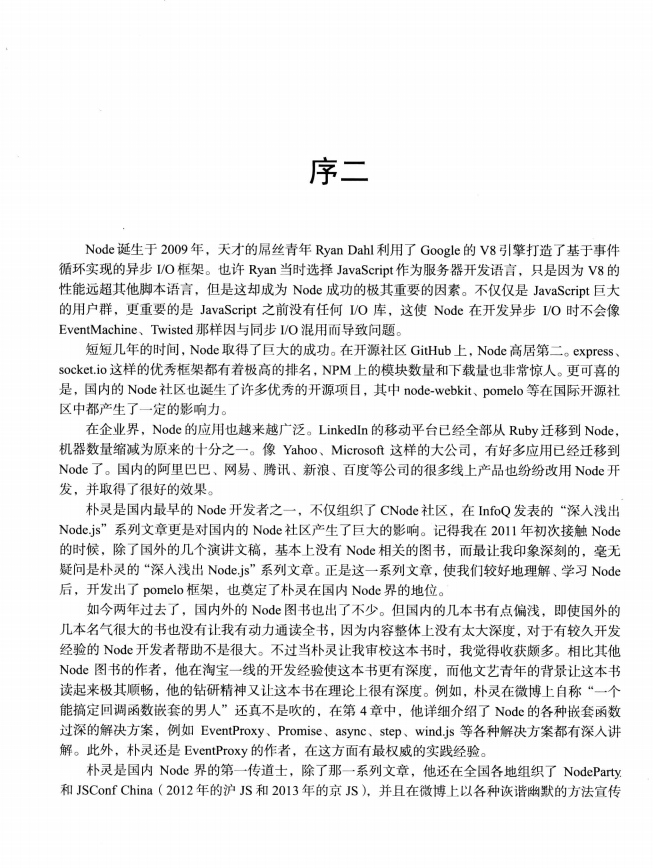 序二
Node 诞生于 2009 年，天才的屌丝青年 Ryan Dahl 利用了 Google 的 V8 引擎打造了基于事件
循环实现的异步 I/O 框架。也许 Ryan 当时选择 JavaScript 作为服务器开发语言，只是因为 V8 的
性能远超其他脚本语言，但是这却成为 Node 成功的极其重要的因素。不仅仅是 JavaScript 巨大
的用户群，更重要的是 JavaScript 之前没有任何 I/O 库，这使 Node 在开发异步 I/O 时不会像
EventMachine、Twisted 那样因与同步 I/O 混用而导致问题。
短短几年的时间，Node 取得了巨大的成功。在开源社区 GitHub 上，Node 高居第二。express、
socket.io 这样的优秀框架都有着极高的排名，NPM 上的模块数量和下载量也非常惊人。更可喜的
是，国内的 Node 社区也诞生了许多优秀的开源项目，其中 node-webkit、pomelo 等在国际开源社
区中都产生了一定的影响力。
在企业界，Node 的应用也越来越广泛。LinkedIn 的移动平台已经全部从 Ruby 迁移到 Node，
机器数量缩减为原来的十分之一。像 Yahoo、Microsoft 这样的大公司，有好多应用已经迁移到
Node 了。国内的阿里巴巴、网易、腾讯、新浪、百度等公司的很多线上产品也纷纷改用 Node 开
发，并取得了很好的效果。
朴灵是国内最早的 Node 开发者之一，不仅组织了 CNode 社区，在 InfoQ 发表的“深入浅出
Node.js”系列文章更是对国内的 Node 社区产生了巨大的影响。记得我在 2011 年初次接触 Node
的时候，除了国外的几个演讲文稿，基本上没有 Node 相关的图书，而最让我印象深刻的，毫无
疑问是朴灵的“深入浅出 Node.js”系列文章。正是这一系列文章，使我们较好地理解、学习 Node
后，开发出了 pomelo 框架，也奠定了朴灵在国内 Node 界的地位。
如今两年过去了，国内外的 Node 图书也出了不少。但国内的几本书有点偏浅，即使国外的
几本名气很大的书也没有让我有动力通读全书，因为内容整体上没有太大深度，对于有较久开发
经验的 Node 开发者帮助不是很大。不过当朴灵让我审校这本书时，我觉得收获颇多。相比其他
Node 图书的作者，他在淘宝一线的开发经验使这本书更有深度，而他文艺青年的背景让这本书
读起来极其顺畅，他的钻研精神又让这本书在理论上很有深度。例如，朴灵在微博上自称“一个
能搞定回调函数嵌套的男人”还真不是吹的，在第 4 章中，他详细介绍了 Node 的各种嵌套函数
过深的解决方案，例如 EventProxy、Promise、async、step、wind.js 等各种解决方案都有深入讲
解。此外，朴灵还是 EventProxy 的作者，在这方面有最权威的实践经验。
朴灵是国内 Node 界的第一传道士，除了那一系列文章，他还在全国各地组织了 NodeParty
和 JSConf China（2012 年的沪 JS 和 2013 年的京 JS），并且在微博上以各种诙谐幽默的方法宣传